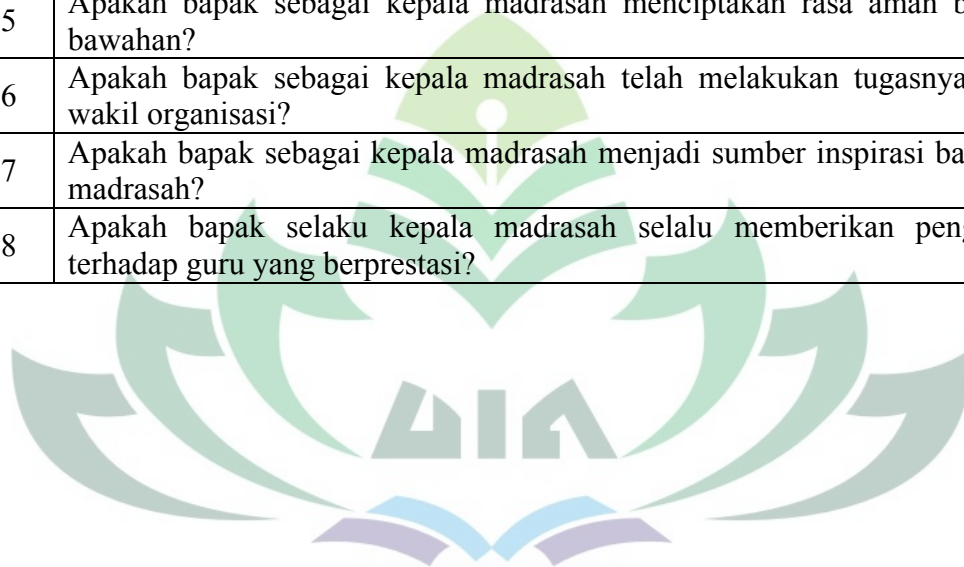 5
Apakah bapak sebagai kepala madrasah menciptakan rasa aman
bawahan?
6
Apakah bapak sebagai kepala madrasah telah melakukan tugasnya
wakil organisasi?
7
Apakah bapak sebagai kepala madrasah menjadi sumber inspirasi
madrasah?
8
Apakah bapak selaku kepala madrasah selalu memberikan
terhadap guru yang berprestasi?
UIN